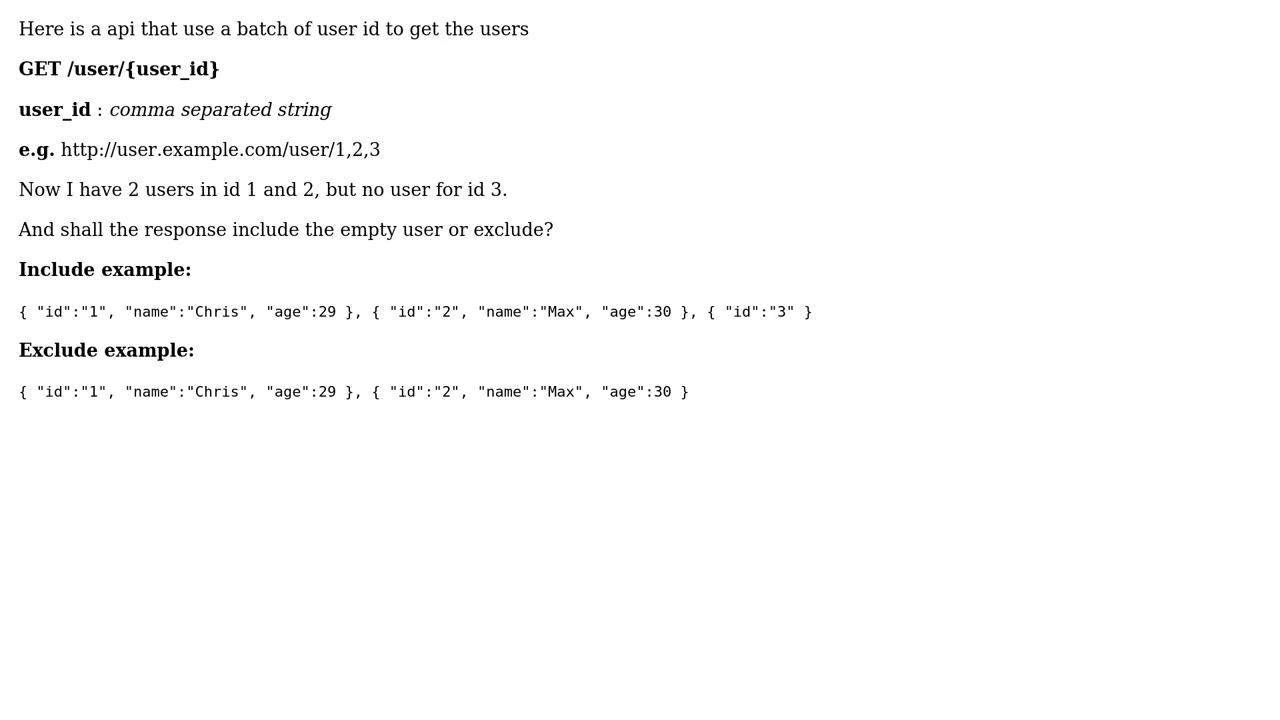 Here is a api that use a batch of user id to get the users
GET /user/{user_id}
user_id : comma separated string
e.g. http://user.example.com/user/1,2,3
Now I have 2 users in id 1 and 2, but no user for id 3.
And shall the response include the empty user or exclude?
Include example:
{ "id":"1", "name":"Chris", "age":29 }, { "id":"2", "name":"Max", "age":30 }, { "id":"3" }
Exclude example:
{ "id":"1", "name":"Chris", "age":29 }, { "id":"2", "name":"Max", "age":30 }